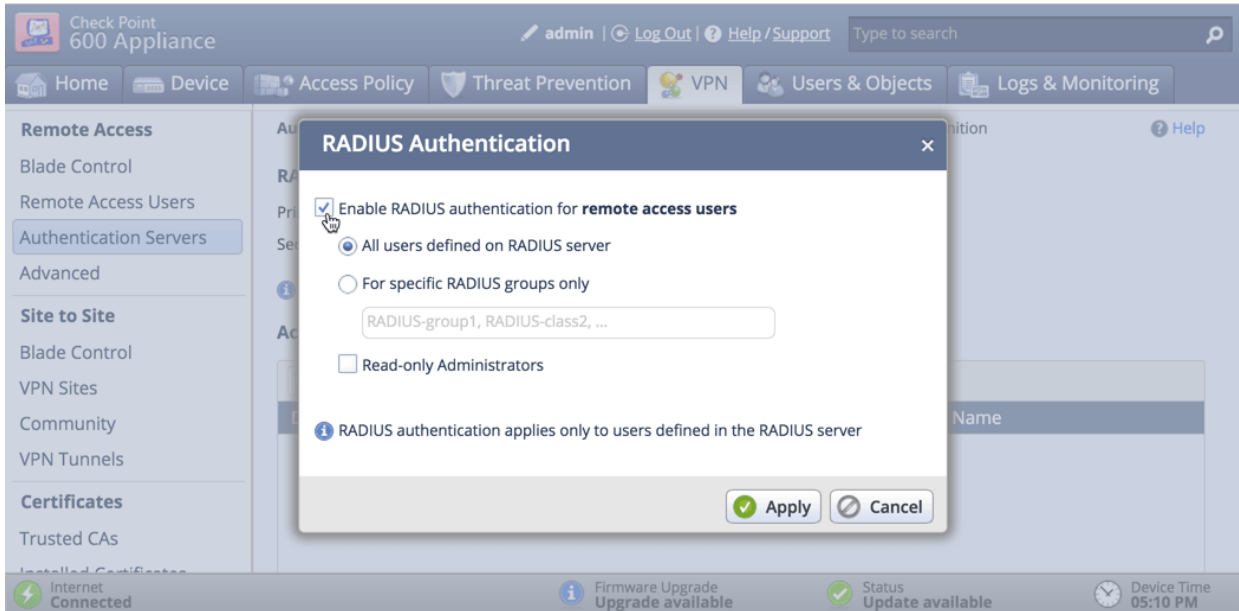 Check Point
600 Appliance
admin | Log Out | Help / Support
Type to search
Home
Device
Access Policy
Threat Prevention
VPN
Users & Objects
Logs & Monitoring
Remote Access
Blade Control
Remote Access Users
Authentication Servers
Advanced
Site to Site
Blade Control
VPN Sites
Community
VPN Tunnels
Certificates
Trusted CAs
Installed Certificates
Help
RADIUS Authentication
Enable RADIUS authentication for remote access users
All users defined on RADIUS server
For specific RADIUS groups only
RADIUS-group1, RADIUS-class2, ...
Read-only Administrators
RADIUS authentication applies only to users defined in the RADIUS server
Apply
Cancel
Name
Internet
Connected
Firmware Upgrade
Upgrade available
Status
Update available
Device Time
05:10 PM